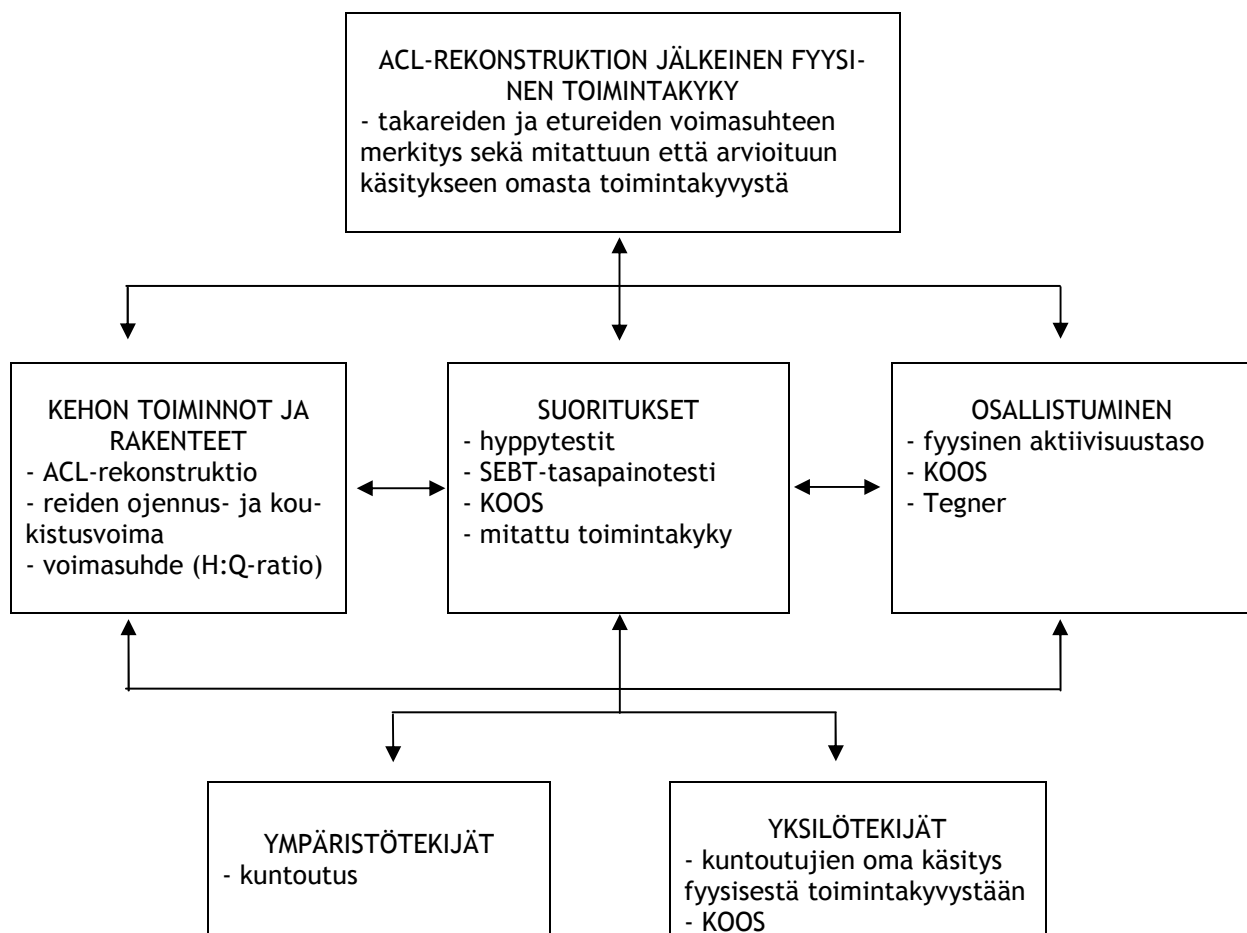 ACL-REKONSTRUKTION JÄLKEINEN FYYSI-
NEN TOIMINTAKYKY
- takareiden ja etureiden voimasuhteen
merkitys sekä mitattuun että arvioituun
käsitykseen omasta toimintakyvystä
KEHON TOIMINNOT JA
RAKENTEET
- ACL-rekonstruktio
- reiden ojennus- ja kou-
kistusvoima
- voimasuhde (H:Q-ratio)
SUORITUKSET
- hyppytestit
- SEBT-tasapainotesti
- KOOS
- mitattu toimintakyky
OSALLISTUMINEN
- fyysinen aktiivisuustaso
- KOOS
- Tegner
YMPÄRISTÖTEKIJÄT
- kuntoutus
YKSILÖTEKIJÄT
- kuntoutujien oma käsitys
fyysisestä toimintakyvystään
- KOOS